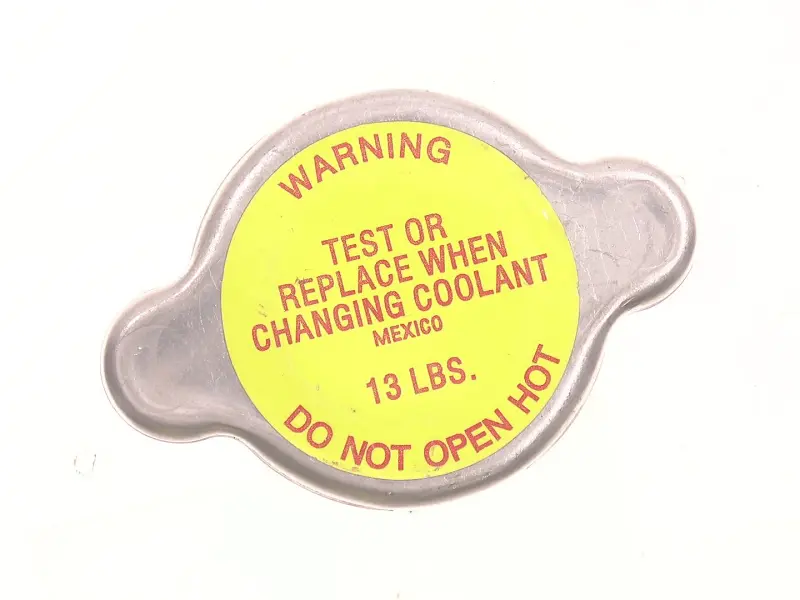 WARNING
TEST OR
REPLACE WHEN
CHANGING COOLANT
MEXICO
13 LBS.
DO NOT OPEN HOT